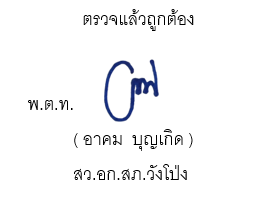 ตรวจแล้วถูกต้อง
พ.ต.ท.
( อาคม บุญเกิด )
สว.อก.สภ.วังโป่ง